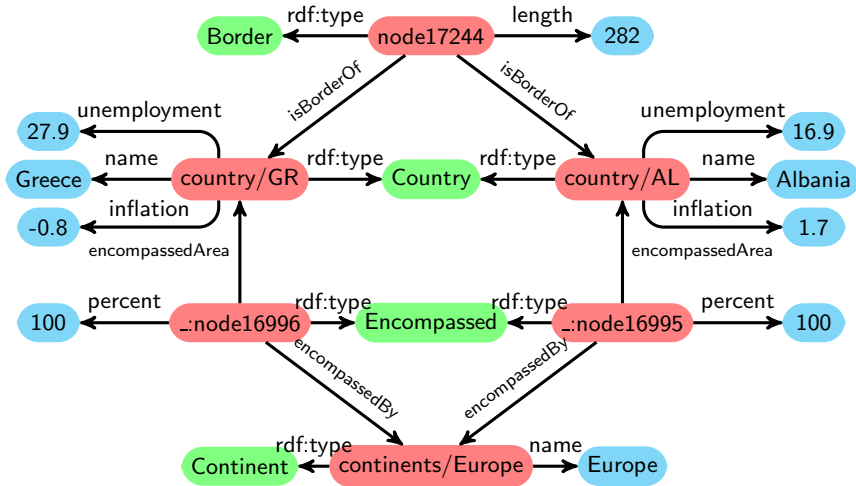 rdf:type
length
Border
node17244
282
isBorderOf
isBorderOf
unemployment
unemployment
27.9
16.9
name
rdf:type
rdf:type
name
Greece
country/GR
Country
country/AL
Albania
inflation
inflation
-0.8
1.7
encompassedArea
encompassedArea
percent
rdf:type
rdf:type
percent
100
_:node16996
Encompassed
_:node16995
100
encompassedBy
encompassedBy
rdf:type
name
Continent
continents/Europe
Europe